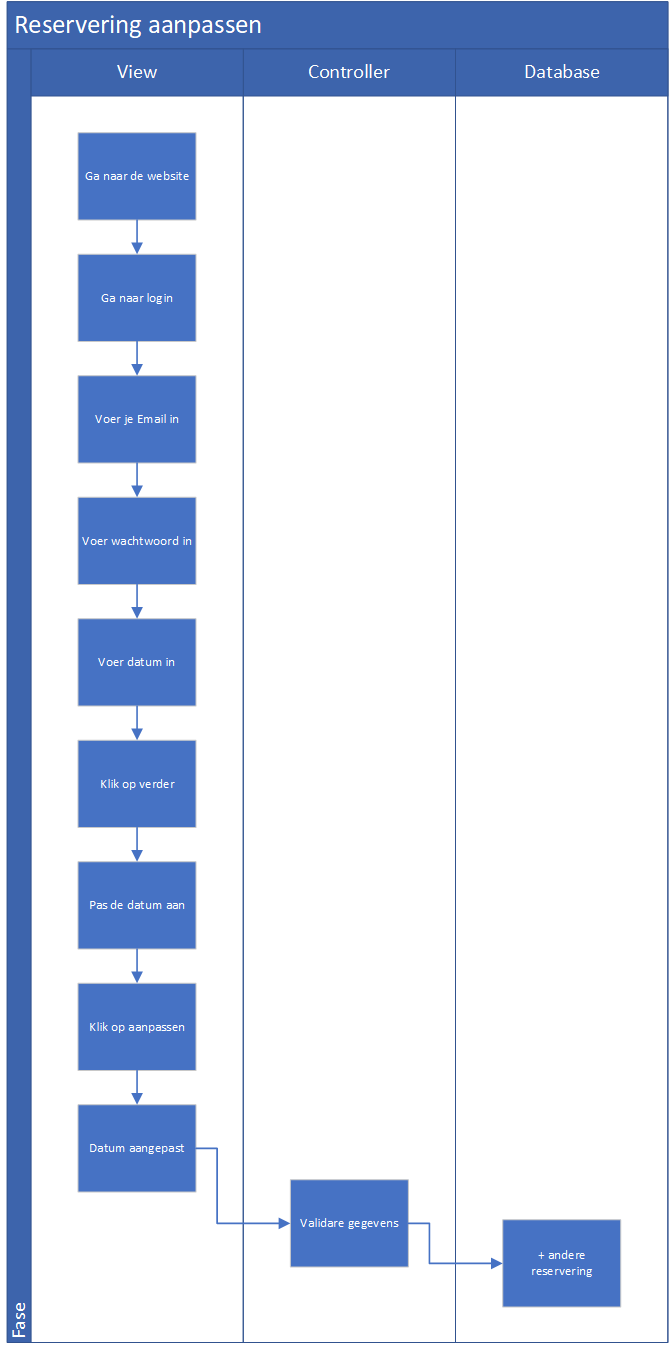 Reservering aanpassen
View
Controller
Database
Ga naar de website
Ga naar login
Voer je Email in
Voer wachtwoord in
Voer datum in
Klik op verder
Pas de datum aan
Klik op aanpassen
Datum aangepast
Validare gegevens
+ andere
reservering
Fase